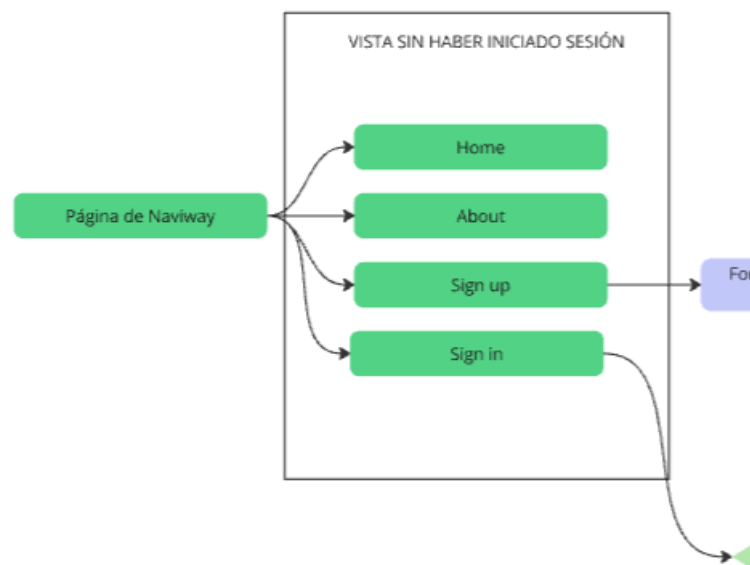 VISTA SIN HABER INICIADO SESIÓN
Home
Página de Naviway
About
Sign up
Sign in